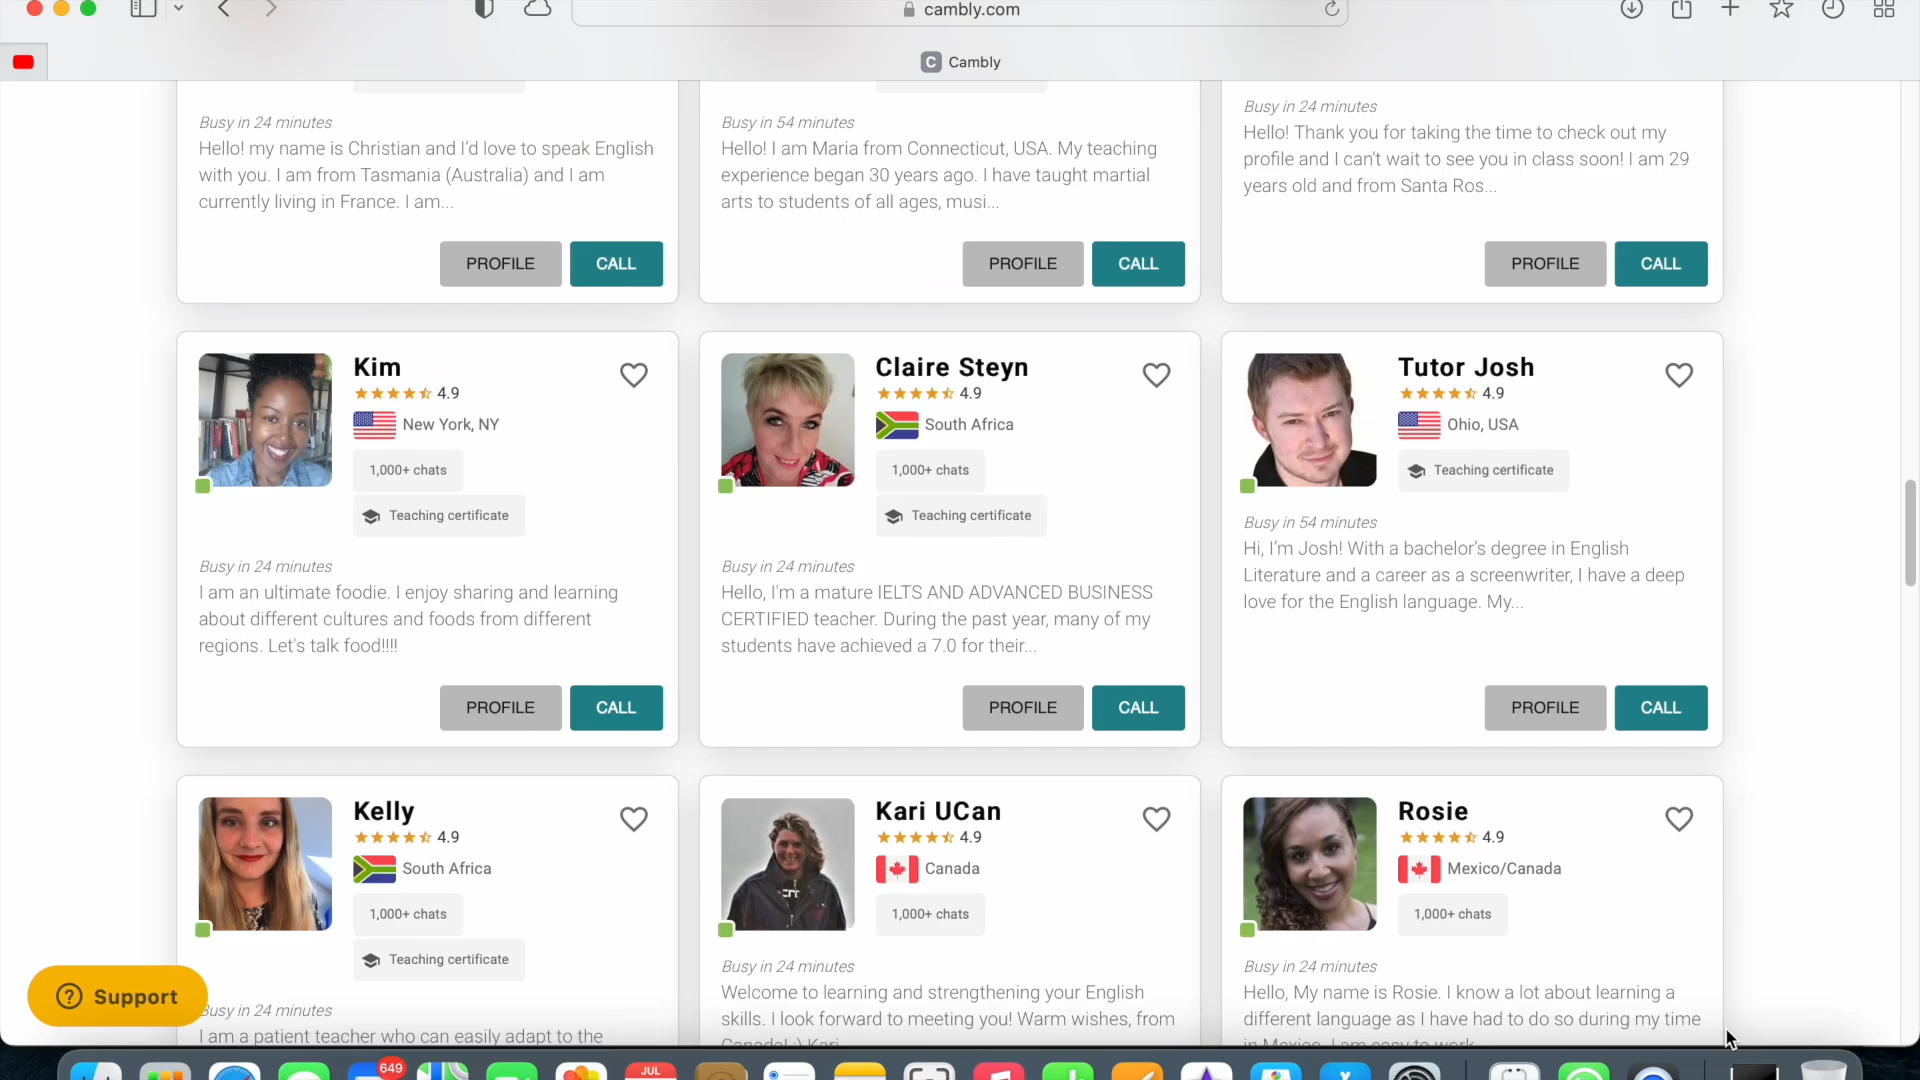 cambly.com
C Cambly
Busy in 24 minutes
Hello! my name is Christian and I'd love to speak English
with you. I am from Tasmania (Australia) and I am
currently living in France. I am...
PROFILE CALL
Busy in 54 minutes
Hello! I am Maria from Connecticut, USA. My teaching
experience began 30 years ago. I have taught martial
arts to students of all ages, musi...
PROFILE CALL
Busy in 24 minutes
Hello! Thank you for taking the time to check out my
profile and I can't wait to see you in class soon! I am 29
years old and from Santa Ros...
PROFILE CALL
Kim
4.9
New York, NY
1,000+ chats
Teaching certificate
Busy in 24 minutes
I am an ultimate foodie. I enjoy sharing and learning
about different cultures and foods from different
regions. Let's talk food!!!!
PROFILE CALL
Claire Steyn
4.9
South Africa
1,000+ chats
Teaching certificate
Busy in 24 minutes
Hello, I'm a mature IELTS AND ADVANCED BUSINESS
CERTIFIED teacher. During the past year, many of my
students have achieved a 7.0 for their...
PROFILE CALL
Tutor Josh
4.9
Ohio, USA
Teaching certificate
Busy in 54 minutes
Hi, I'm Josh! With a bachelor's degree in English
Literature and a career as a screenwriter, I have a deep
love for the English language. My...
PROFILE CALL
Kelly
4.9
South Africa
1,000+ chats
Teaching certificate
Busy in 24 minutes
I am a patient teacher who can easily adapt to the
Kari UCan
4.9
Canada
1,000+ chats
Busy in 24 minutes
Welcome to learning and strengthening your English
skills. I look forward to meeting you! Warm wishes, from
Canada! :) Kari
Rosie
4.9
Mexico/Canada
1,000+ chats
Busy in 24 minutes
Hello, My name is Rosie. I know a lot about learning a
different language as I have had to do so during my time
in Mexico. I am easy to work
? Support
649
JUL